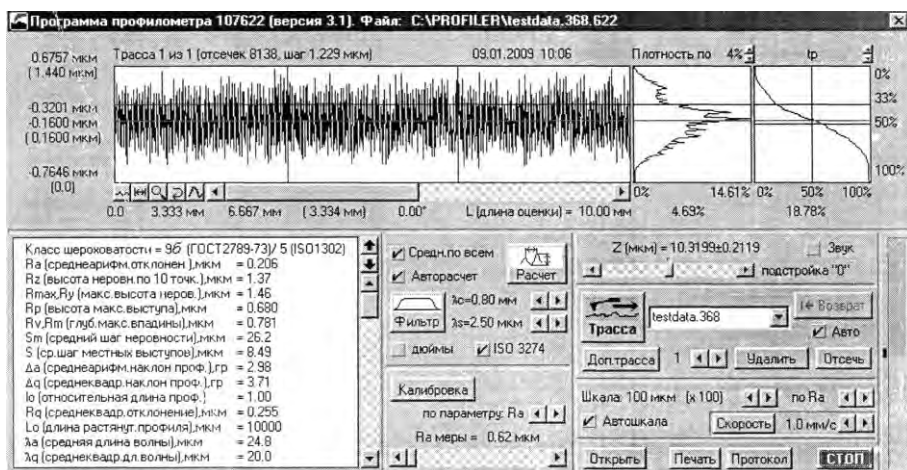 Программа профилометра 107622 (версия 3.1). Файл: C:\PROFILER\testdata.368.622
0.6757 мкм
(1.440 мкм)
-0.3201 мкм
-0.1600 мкм
(0.1600 мкм)
-0.7646 мкм
(0.0)
Трасса 1 из 1 (отсечек 8138, шаг 1.229 мкм) 09.01.2009 10:06
Плотность по 4%
tp
0%
33%
50%
100%
0% 14.61% 0% 50% 100%
0.0 3.333 мм 6.667 мм (3.334 мм) 0.00° L (длина оценки) = 10.00 мм 4.69% 18.78%
Класс шероховатости = 9б (ГОСТ2789-73)/ 5 (ISO1302)
Ra (среднеарифм.отклонен.),мкм = 0.206
Rz (высота неровн.по 10 точк.),мкм = 1.37
Rmax,Ry (макс.высота неров.),мкм = 1.46
Rp (высота макс.выступа),мкм = 0.680
Rv,Rm (глуб.макс.впадины),мкм = 0.781
Sm (средний шаг неровности),мкм = 26.2
S (ср.шаг местных выступов),мкм = 8.49
Δa (среднеарифм.наклон проф.),гр = 2.98
Δq (среднеквадр.наклон проф.),гр = 3.71
lo (относительная длина проф.) = 1.00
Rq (среднеквадр.отклонение),мкм = 0.255
Lo (длина растянут.профиля),мкм = 10000
λa (средняя длина волны),мкм = 24.8
λq (среднеквадр.дл.волны),мкм = 20.0
Средн.по всем
Авторасчет
Расчет
Фильтр
λc=0.80 мм
λs=2.50 мкм
дюймы ISO 3274
Калибровка
по параметру: Ra
Ra меры = 0.62 мкм
Z (мкм) = 10.3199±0.2119
Звук
подстройка "0"
Трасса
testdata.368
Возврат
Авто
Доп.трасса 1 Удалить Отсечь
Шкала: 100 мкм (x 100) по Ra
Автошкала Скорость 1.0 мм/с
Открыть Печать Протокол СТОП